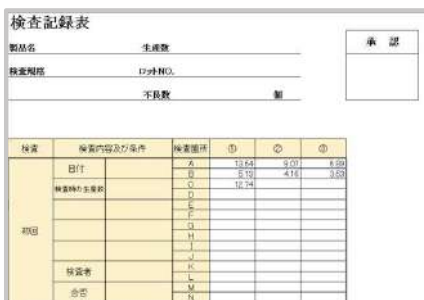 検査記録表
承 認
製品名 生産数
検査規格 ロットNO.
不良数 個
検査 検査内容及び条件 検査箇所 ① ② ③
日付 A 13.54 9.07 6.89
検査時の生産数 B 5.13 4.16 3.53
C 12.74
D
E
F
G
初回 H
I
J
検査者 K
L
合否 M
N